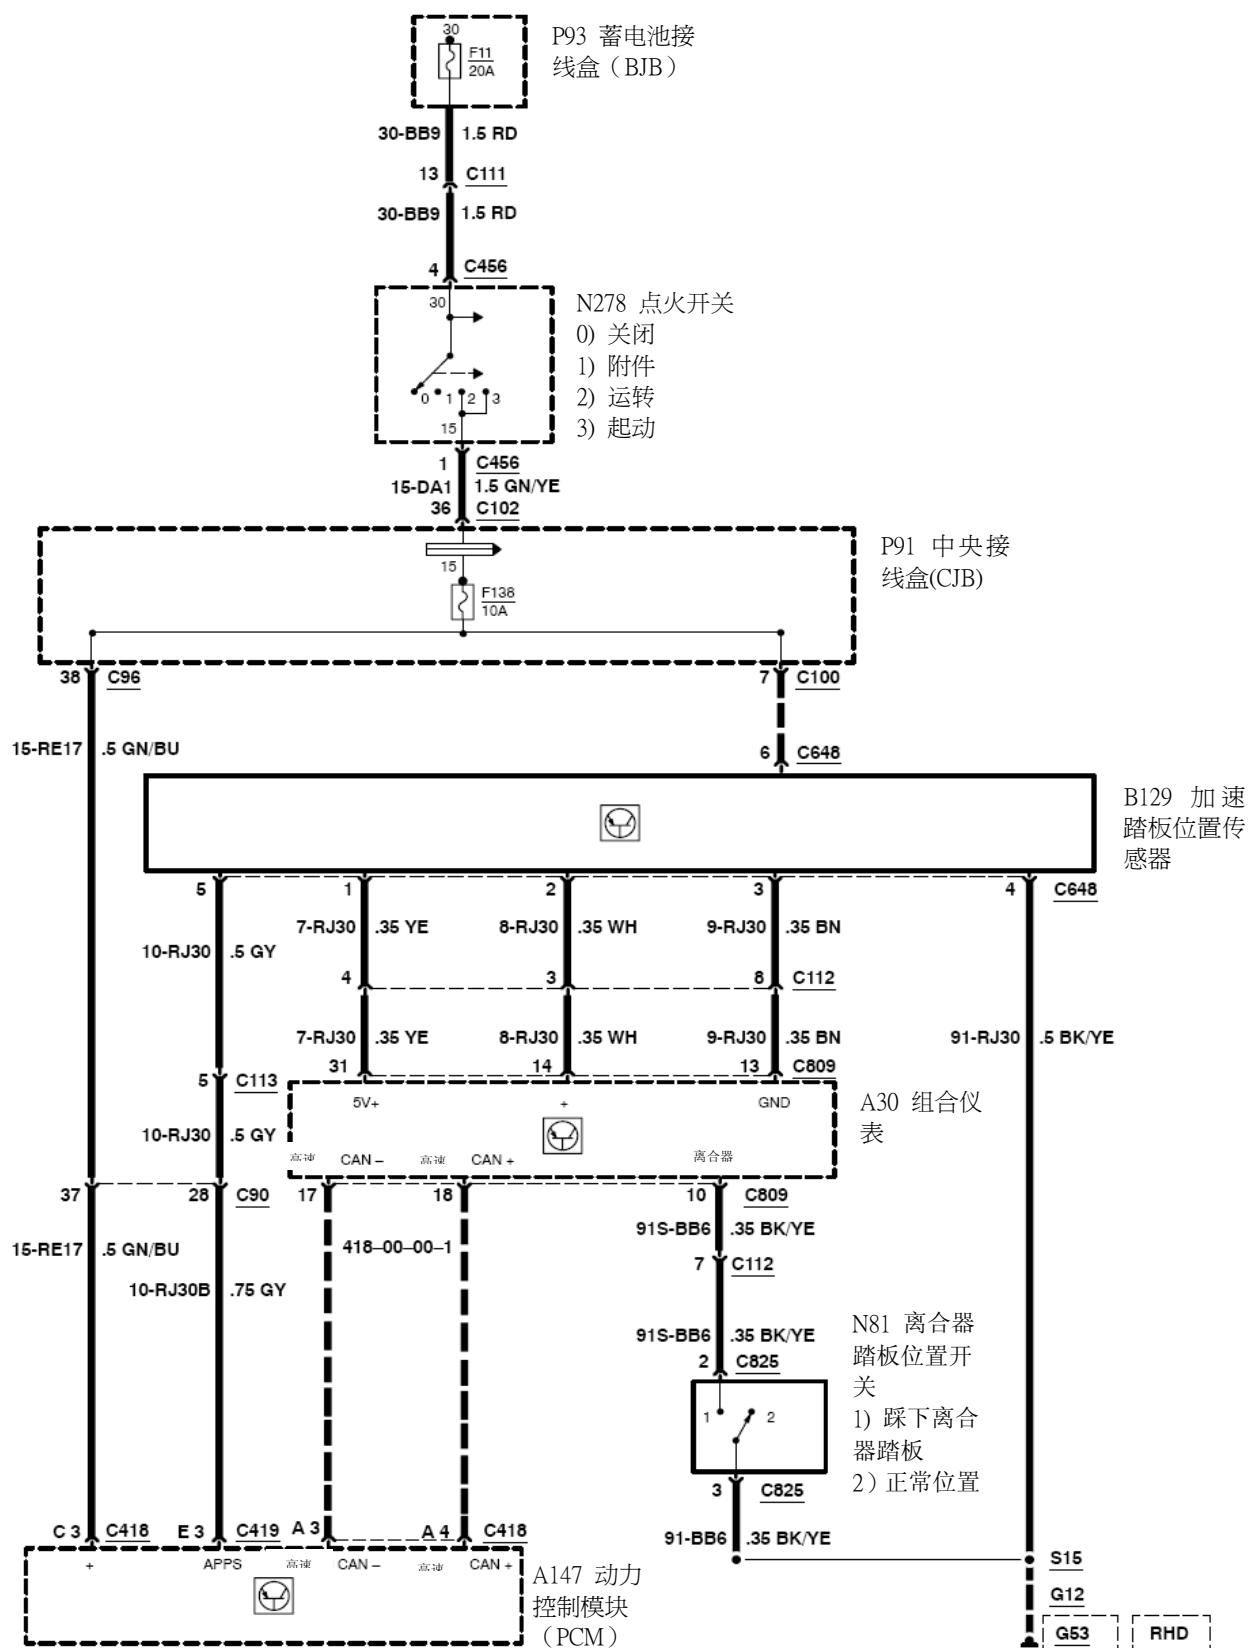 30
F11
20A
P93 蓄电池接
线盒（BJB）
30-BB9 1.5 RD
13 C111
30-BB9 1.5 RD
4 C456
30
N278 点火开关
0) 关闭
1) 附件
2) 运转
3) 起动
0 1 2 3
15
1 C456
15-DA1 1.5 GN/YE
36 C102
P91 中央接
线盒(CJB)
15
F138
10A
38 C96
7 C100
15-RE17 .5 GN/BU
6 C648
B129 加速
踏板位置传
感器
5 1 2 3 4 C648
7-RJ30 .35 YE 8-RJ30 .35 WH 9-RJ30 .35 BN
10-RJ30 .5 GY
4 3 8 C112
7-RJ30 .35 YE 8-RJ30 .35 WH 9-RJ30 .35 BN
91-RJ30 .5 BK/YE
31 14 13 C809
5 C113
5V+ + GND
A30 组合仪
表
10-RJ30 .5 GY
高速 CAN – 高速 CAN + 离合器
37 28 C90 17 18 10 C809
91S-BB6 .35 BK/YE
15-RE17 .5 GN/BU
418–00–00–1
7 C112
10-RJ30B .75 GY
91S-BB6 .35 BK/YE
2 C825
N81 离合器
踏板位置开
关
1) 踩下离合
器踏板
2）正常位置
1 2
3 C825
C 3 C418 E 3 C419 A 3 A 4 C418
91-BB6 .35 BK/YE
+ APPS 高速 CAN – 高速 CAN +
S15
A147 动力
控制模块
（PCM）
G12
G53 RHD